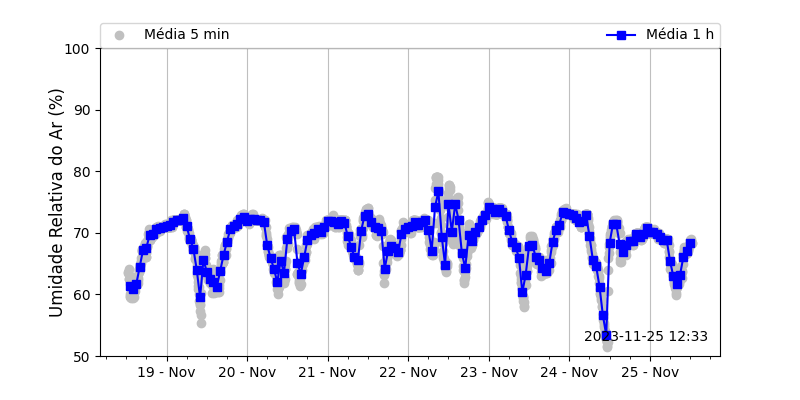 Média 5 min
Média 1 h
Umidade Relativa do Ar (%)
100
90
80
70
60
50
2023-11-25 12:33
19 - Nov
20 - Nov
21 - Nov
22 - Nov
23 - Nov
24 - Nov
25 - Nov